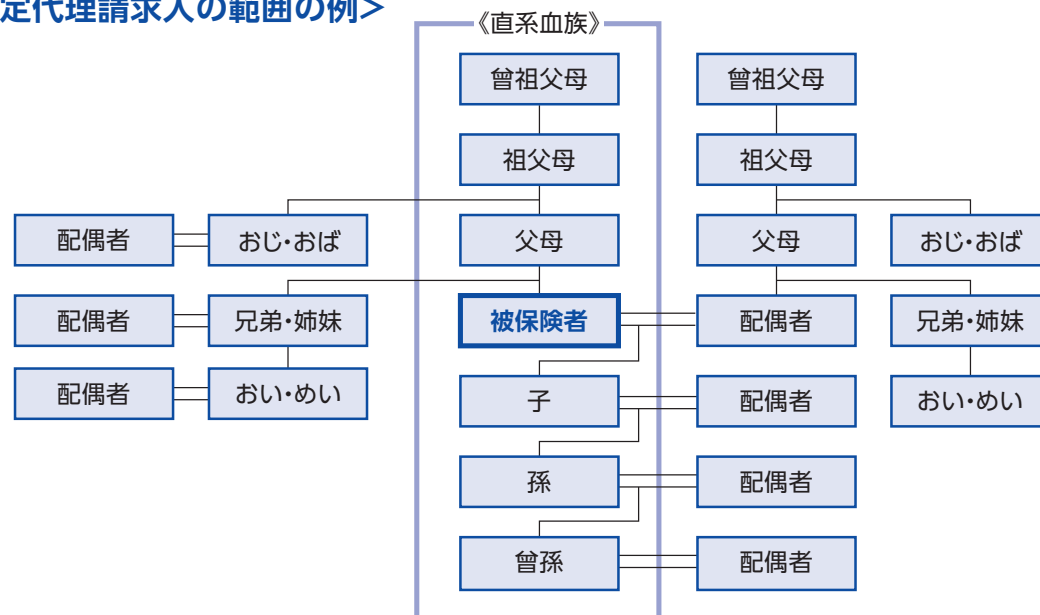 定代理請求人の範囲の例>
《直系血族》
曾祖父母 曾祖父母
祖父母 祖父母
配偶者 おじ・おば 父母 父母 おじ・おば
配偶者 兄弟・姉妹 被保険者 配偶者 兄弟・姉妹
配偶者 おい・めい 子 配偶者 おい・めい
孫 配偶者
曾孫 配偶者